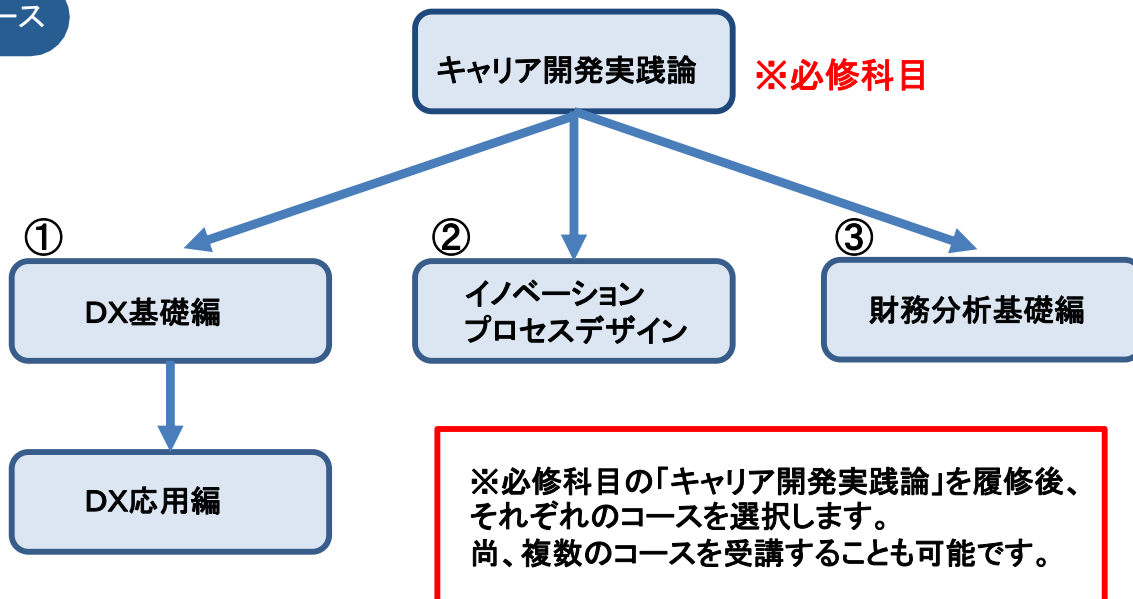 ース
キャリア開発実践論
※必修科目
①
②
③
DX基礎編
イノベーション
プロセスデザイン
財務分析基礎編
DX応用編
※必修科目の「キャリア開発実践論」を履修後、
それぞれのコースを選択します。
尚、複数のコースを受講することも可能です。